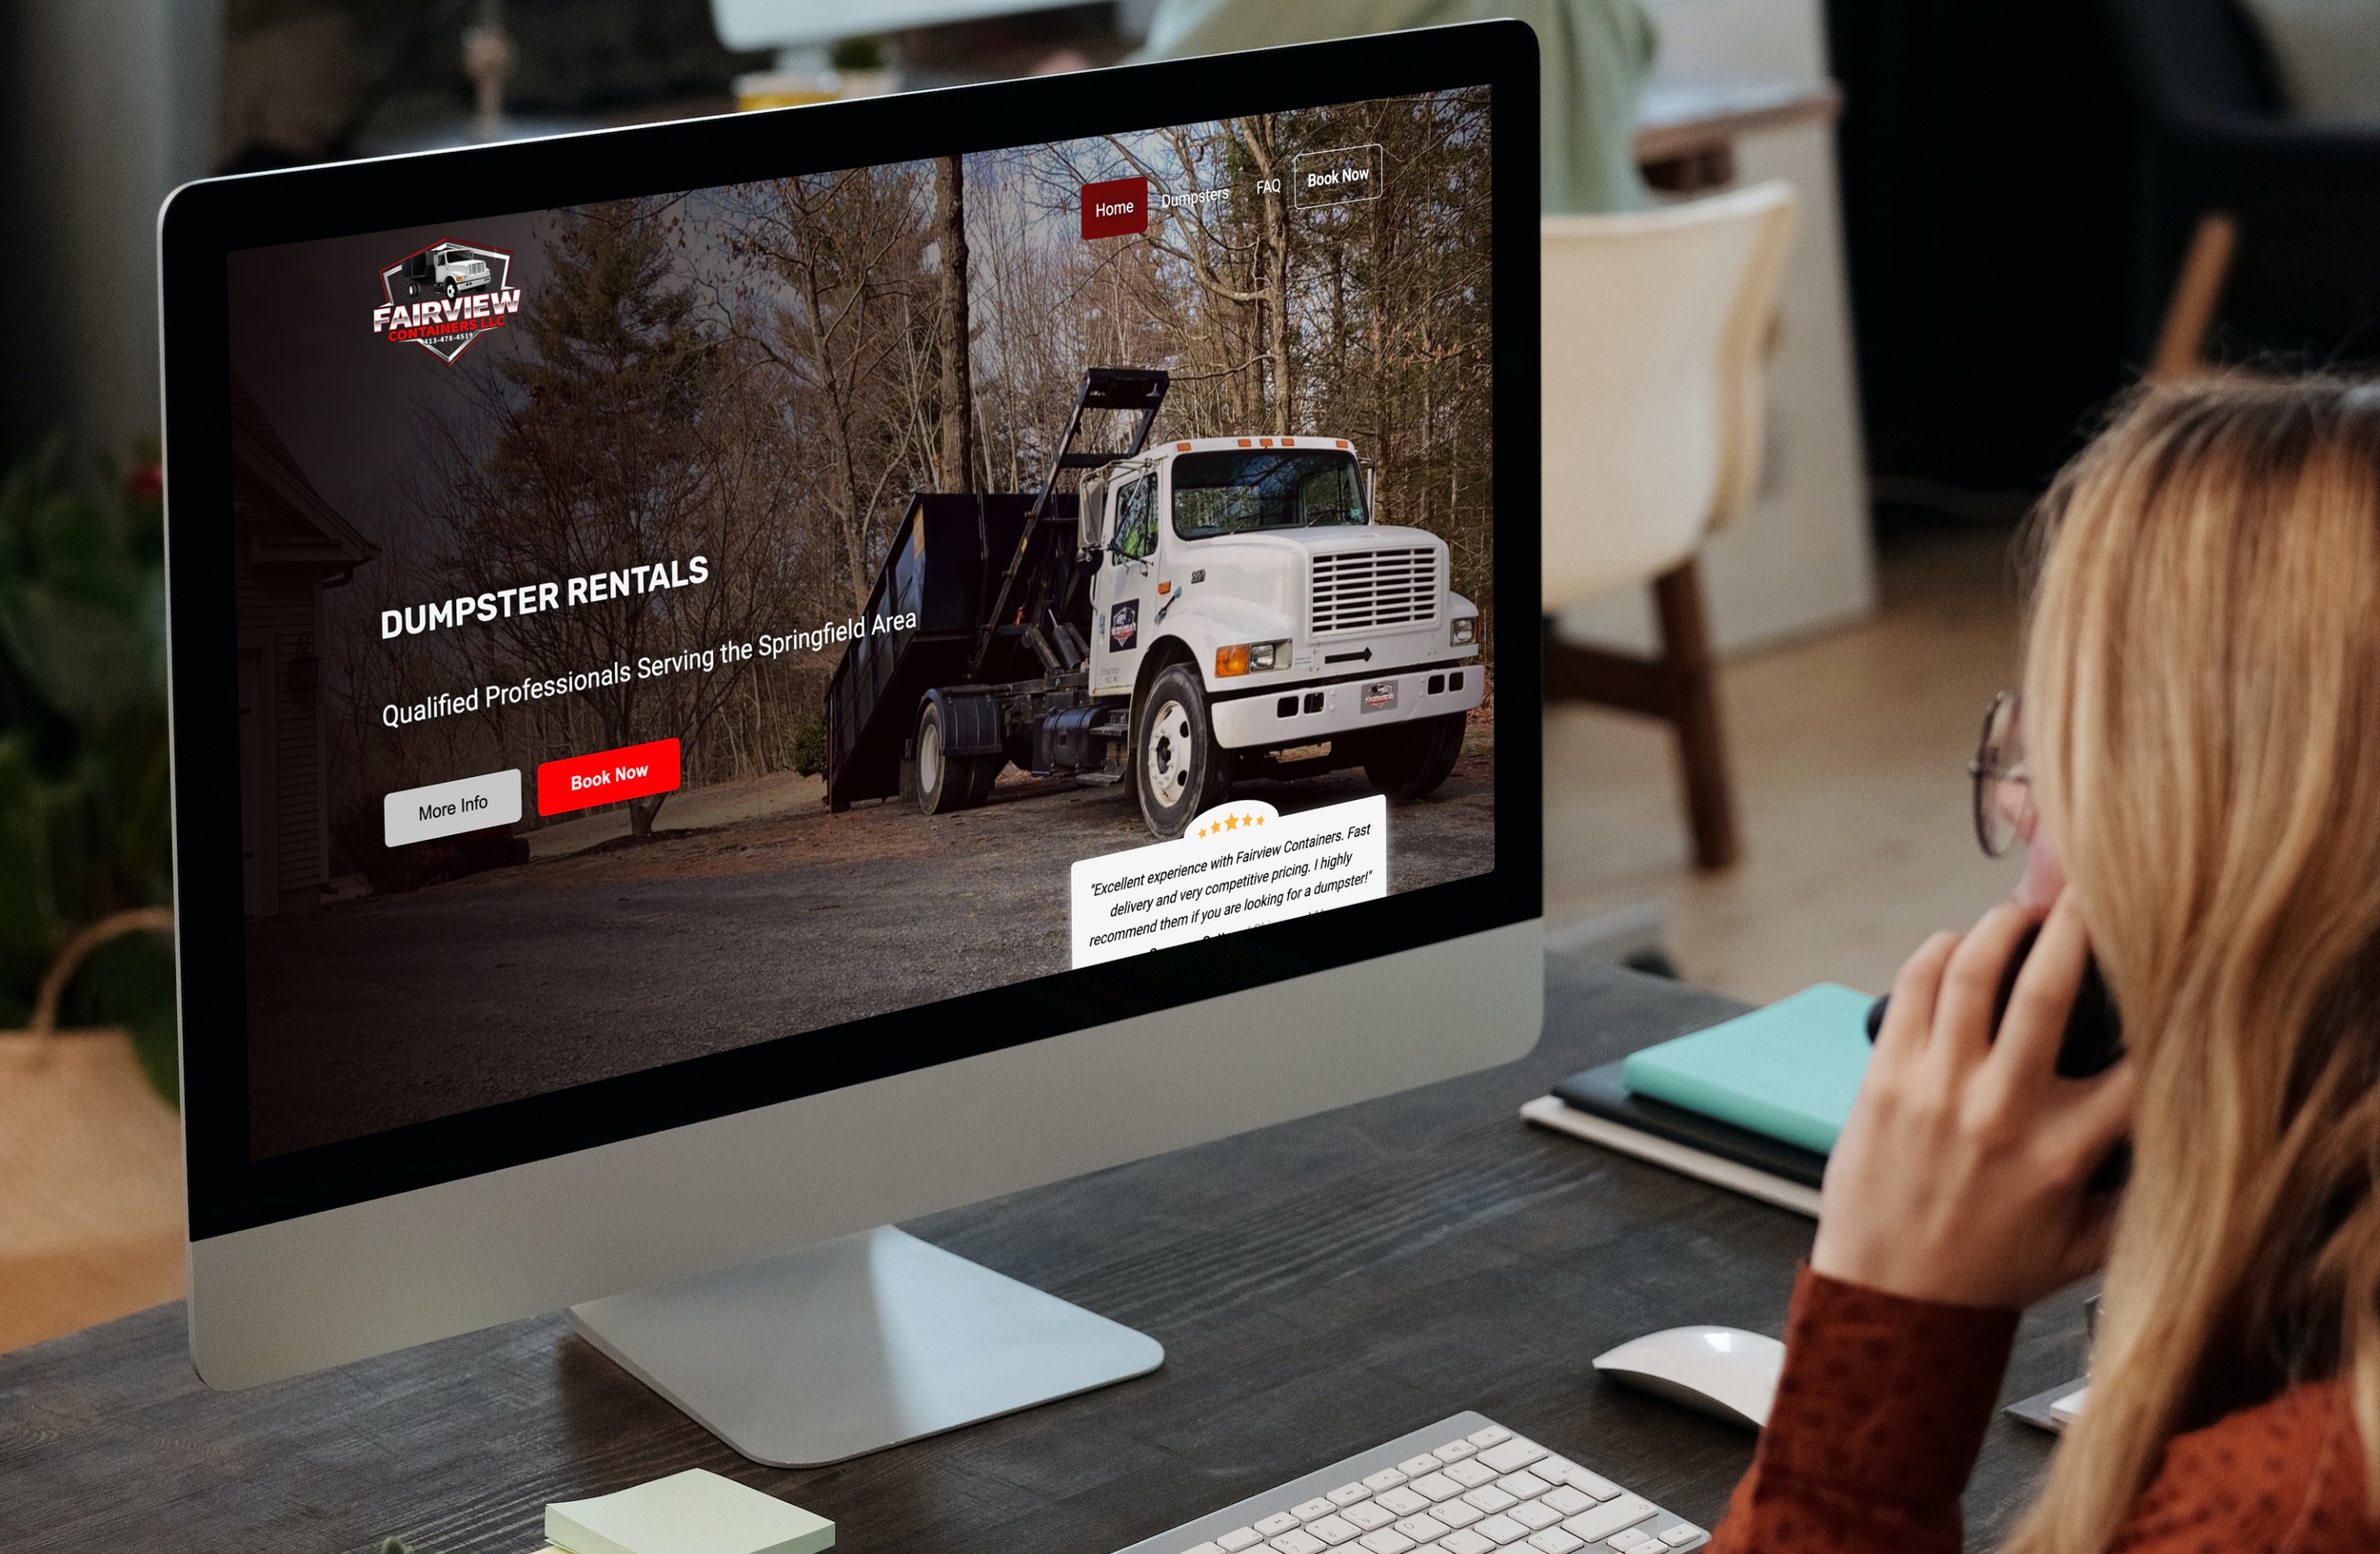 Home
Dumpsters
FAQ
Book Now
FAIRVIEW
CONTAINERS LLC
413-478-4519
DUMPSTER RENTALS
Qualified Professionals Serving the Springfield Area
More Info
Book Now
"Excellent experience with Fairview Containers. Fast
delivery and very competitive pricing. I highly
recommend them if you are looking for a dumpster!"